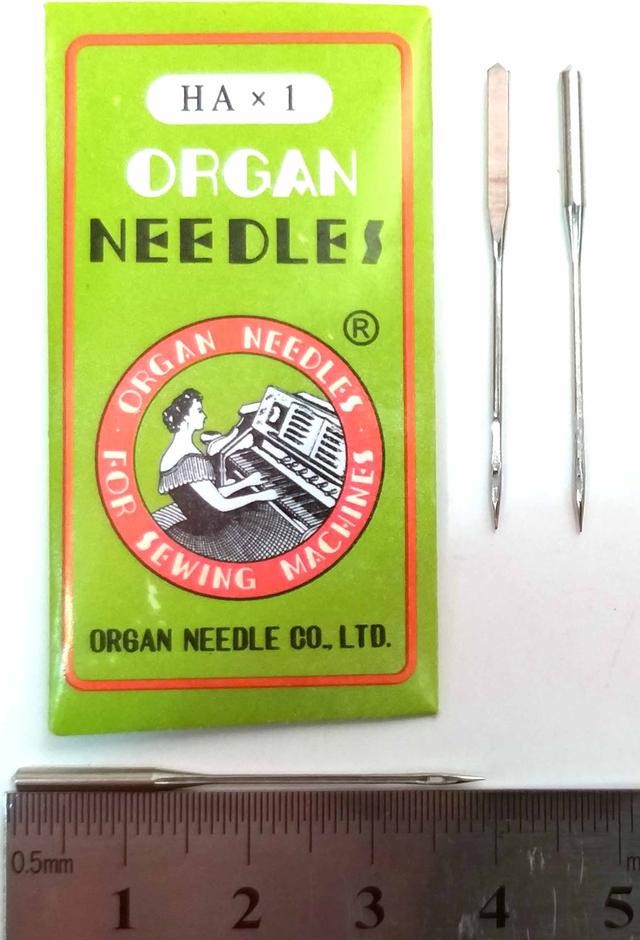 HA × 1
ORGAN
NEEDLES
®
ORGAN NEEDLES
FOR SEWING MACHINES
ORGAN NEEDLE CO., LTD.
0.5mm
m
1 2 3 4 5